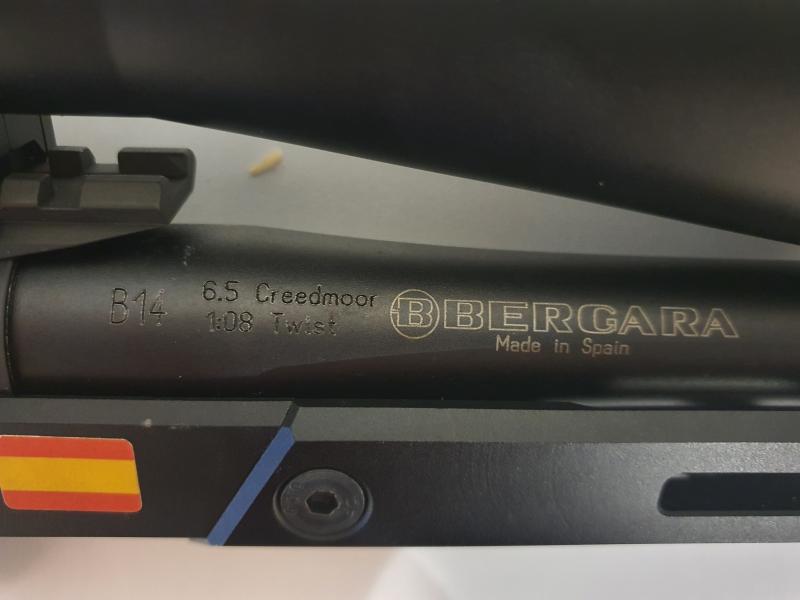 B14
6.5 Creedmoor
1:08 Twist
B BERGARA
Made in Spain